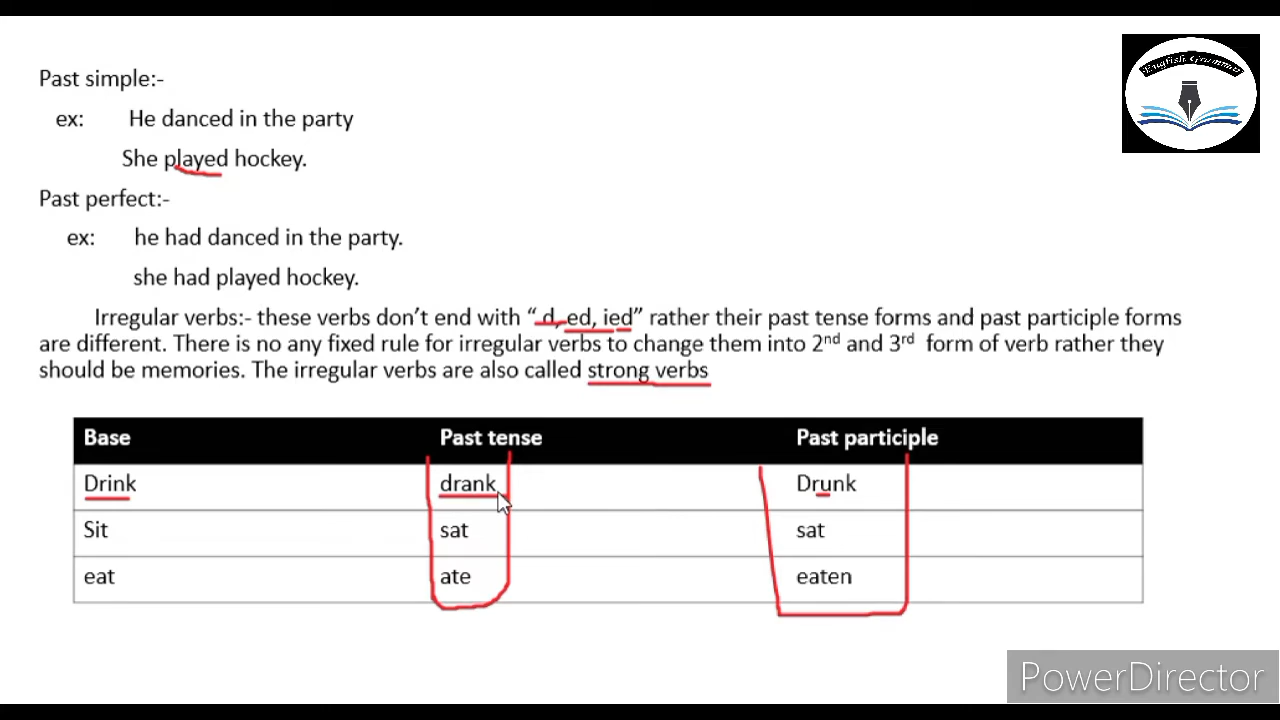 English Grammar
Past simple:-
ex: He danced in the party
She played hockey.
Past perfect:-
ex: he had danced in the party.
she had played hockey.
Irregular verbs:- these verbs don’t end with “ d, ed, ied” rather their past tense forms and past participle forms
are different. There is no any fixed rule for irregular verbs to change them into 2nd and 3rd form of verb rather they
should be memories. The irregular verbs are also called strong verbs
Base Past tense Past participle
Drink drank Drunk
Sit sat sat
eat ate eaten
PowerDirector